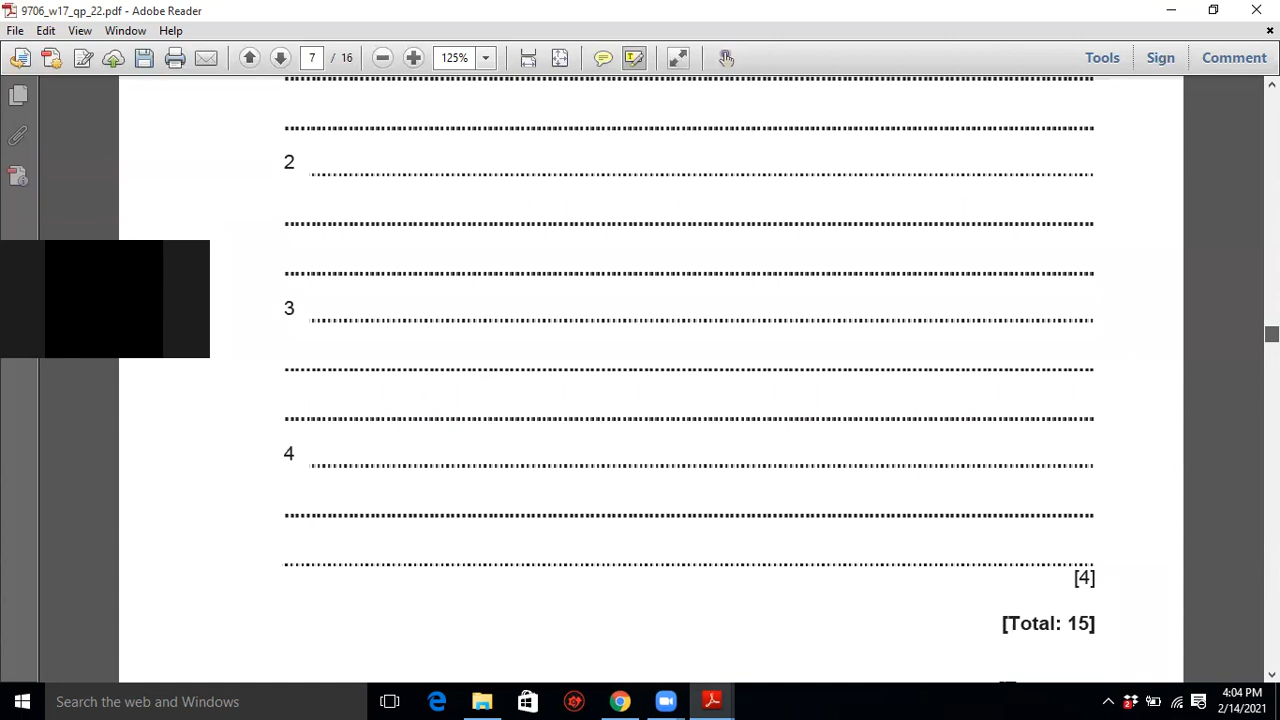 9706_w17_qp_22.pdf - Adobe Reader
File Edit View Window Help
7 / 16 125% Tools Sign Comment
2
3
4
[4]
[Total: 15]
Search the web and Windows
4:04 PM
2/14/2021